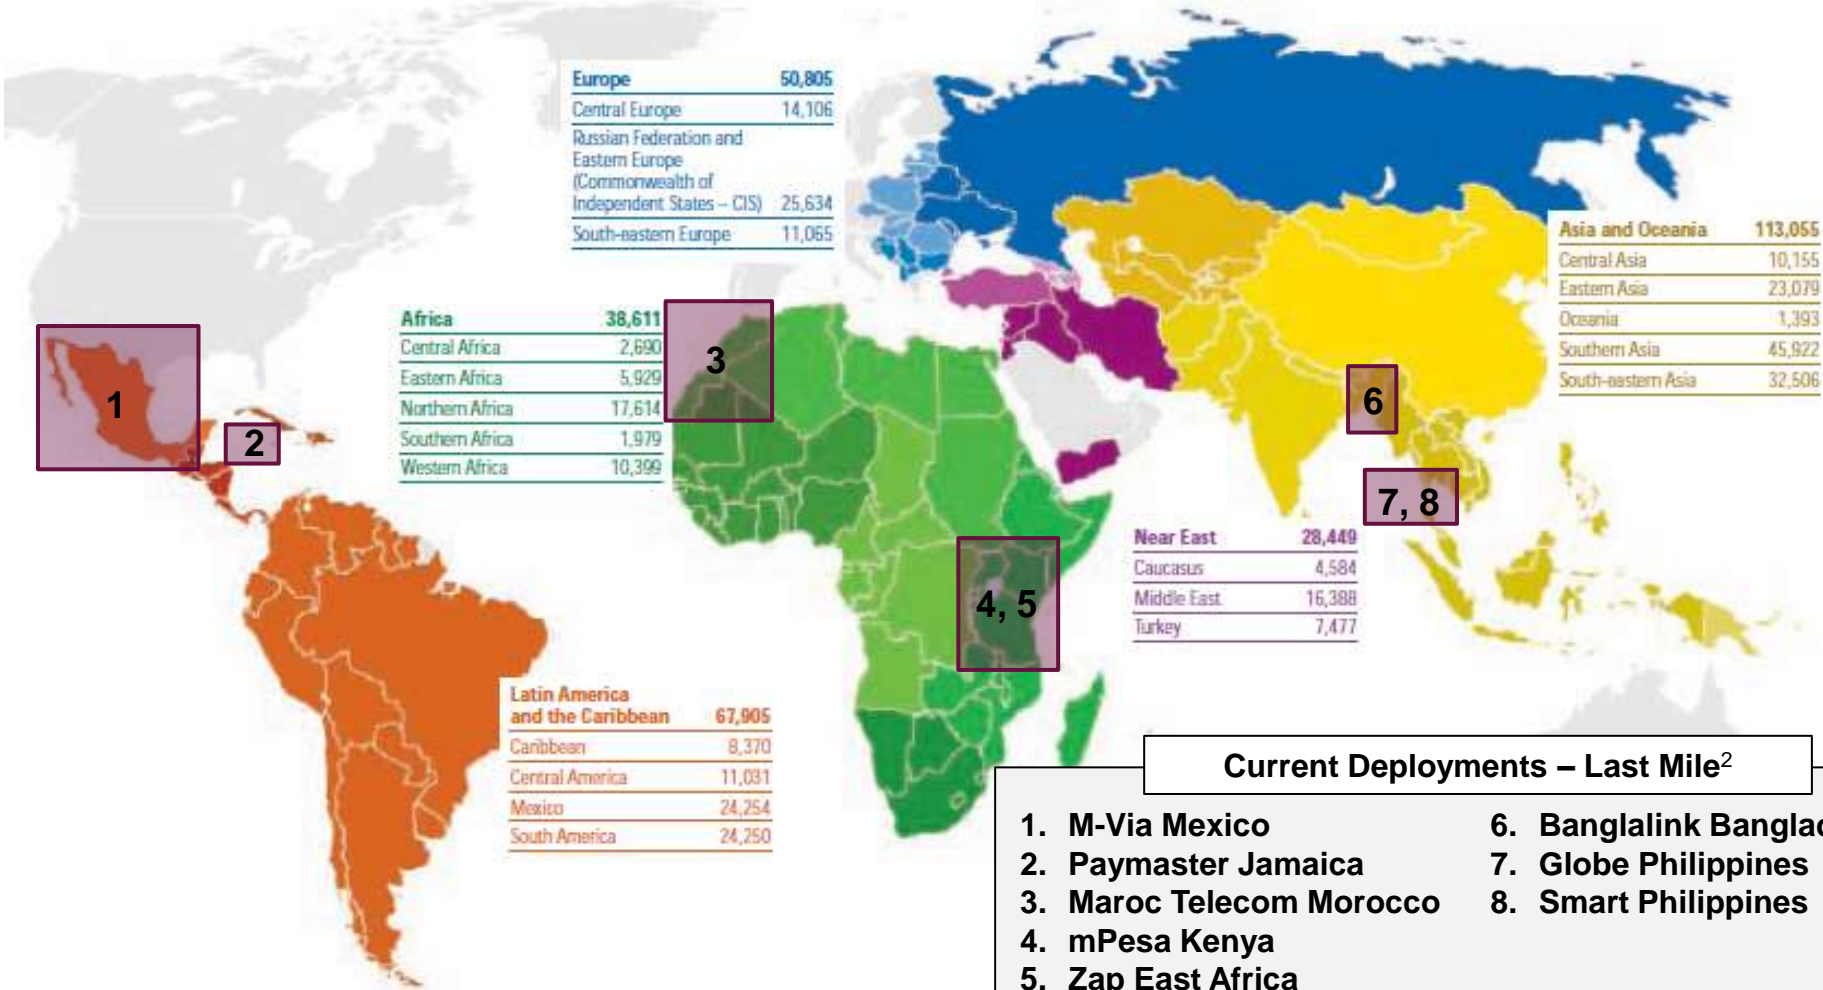 Europe 50,805
Central Europe 14,106
Russian Federation and
Eastern Europe
(Commonwealth of
Independent States – CIS) 25,634
South-eastern Europe 11,065
Asia and Oceania 113,055
Central Asia 10,155
Eastern Asia 23,079
Oceania 1,393
Southern Asia 45,922
South-eastern Asia 32,506
Africa 38,611
Central Africa 2,690
Eastern Africa 5,929
Northern Africa 17,614
Southern Africa 1,979
Western Africa 10,399
1
2
3
6
7, 8
4, 5
Near East 28,449
Caucasus 4,584
Middle East 16,388
Turkey 7,477
Latin America
and the Caribbean 67,905
Caribbean 8,370
Central America 11,031
Mexico 24,254
South America 24,250
Current Deployments – Last Mile2
1. M-Via Mexico
2. Paymaster Jamaica
3. Maroc Telecom Morocco
4. mPesa Kenya
5. Zap East Africa
6. Banglalink
7. Globe Philippines
8. Smart Philippines